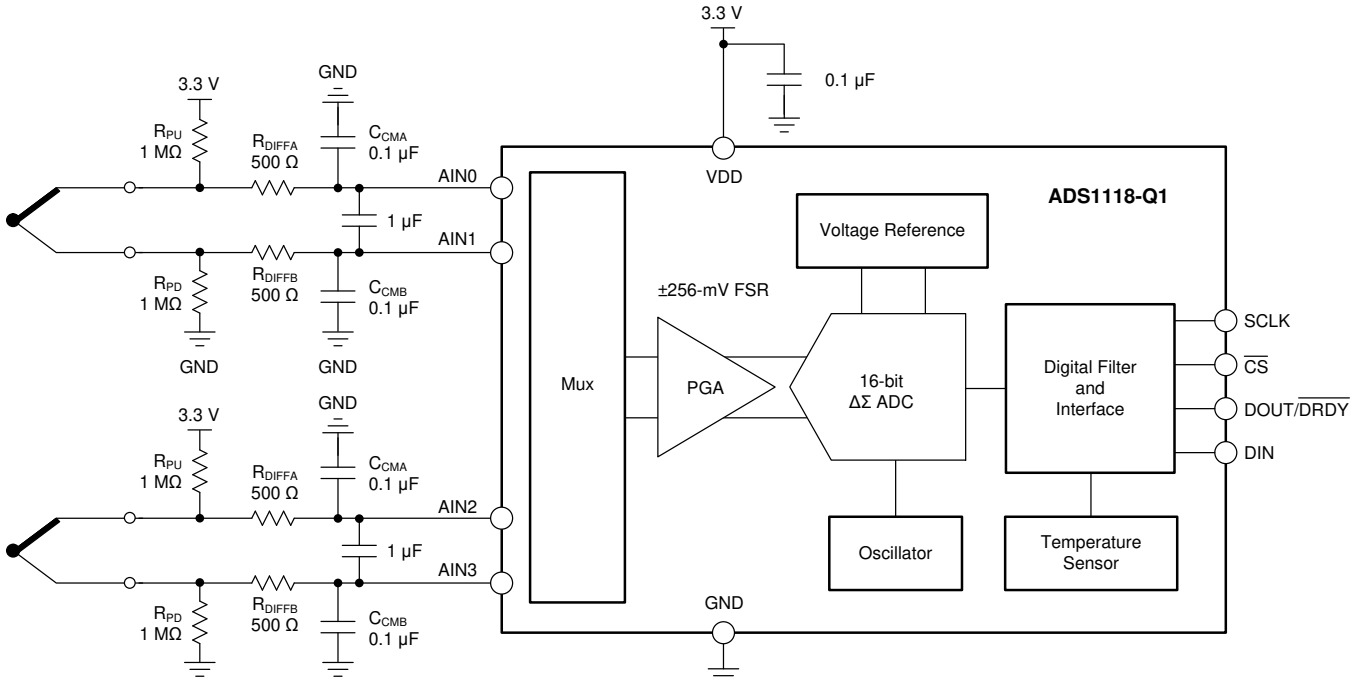 3.3 V
0.1 µF
VDD
3.3 V
GND
R_PU
1 MΩ
R_DIFFA
500 Ω
C_CMA
0.1 µF
AIN0
1 µF
AIN1
R_PD
1 MΩ
R_DIFFB
500 Ω
C_CMB
0.1 µF
GND
GND
3.3 V
GND
R_PU
1 MΩ
R_DIFFA
500 Ω
C_CMA
0.1 µF
AIN2
1 µF
AIN3
R_PD
1 MΩ
R_DIFFB
500 Ω
C_CMB
0.1 µF
ADS1118-Q1
Voltage Reference
±256-mV FSR
Mux
PGA
16-bit
ΔΣ ADC
Digital Filter
and
Interface
SCLK
C̅S̅
DOUT/D̅R̅D̅Y̅
DIN
Oscillator
Temperature
Sensor
GND